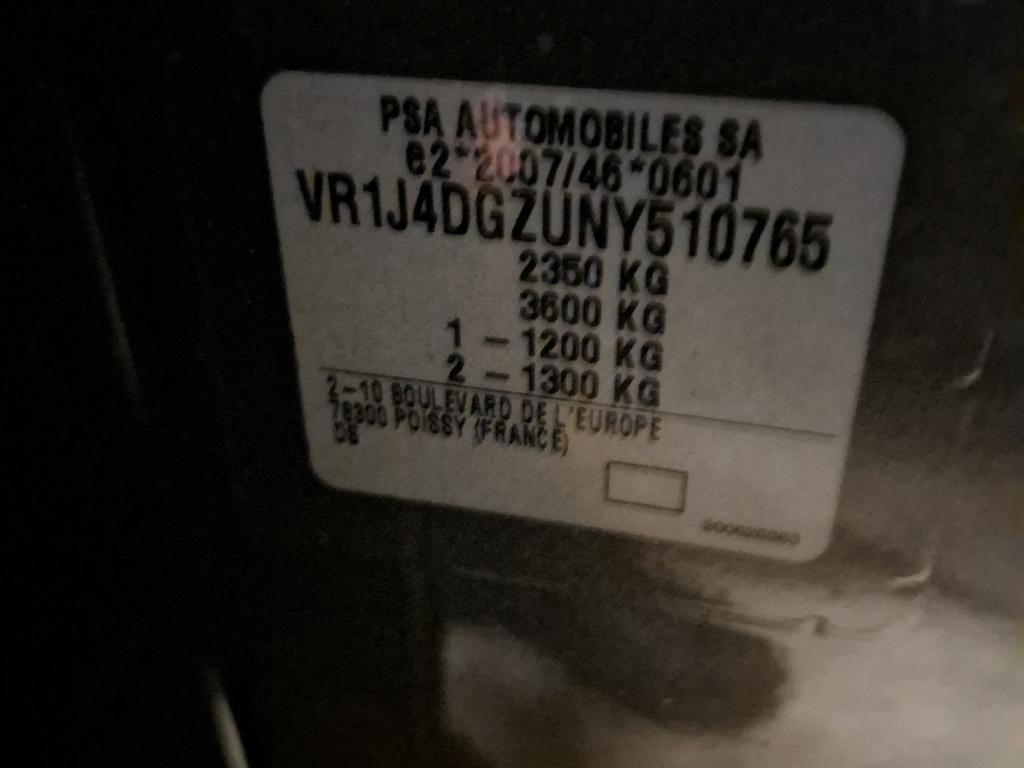 PSA AUTOMOBILES SA
e2*2007/46*0601
VR1J4DGZUNY510765
2350 KG
3600 KG
1 - 1200 KG
2 - 1300 KG
2-10 BOULEVARD DE L'EUROPE
78300 POISSY (FRANCE)
DS